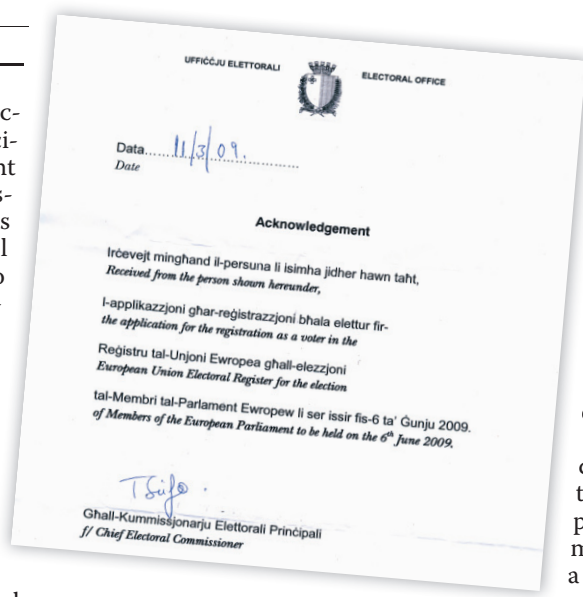 UFFIĊĊJU ELETTORALI
ELECTORAL OFFICE
Data 11/3/09.
Date
Acknowledgement
Irċevejt mingħand il-persuna li isimha jidher hawn taħt,
Received from the person shown hereunder,
l-applikazzjoni għar-reġistrazzjoni bħala elettur fir-
the application for the registration as a voter in the
Reġistru tal-Unjoni Ewropea għall-elezzjoni
European Union Electoral Register for the election
tal-Membri tal-Parlament Ewropew li ser issir fis-6 ta' Ġunju 2009.
of Members of the European Parliament to be held on the 6th June 2009.
Għall-Kummissjonarju Elettorali Prinċipali
f/ Chief Electoral Commissioner